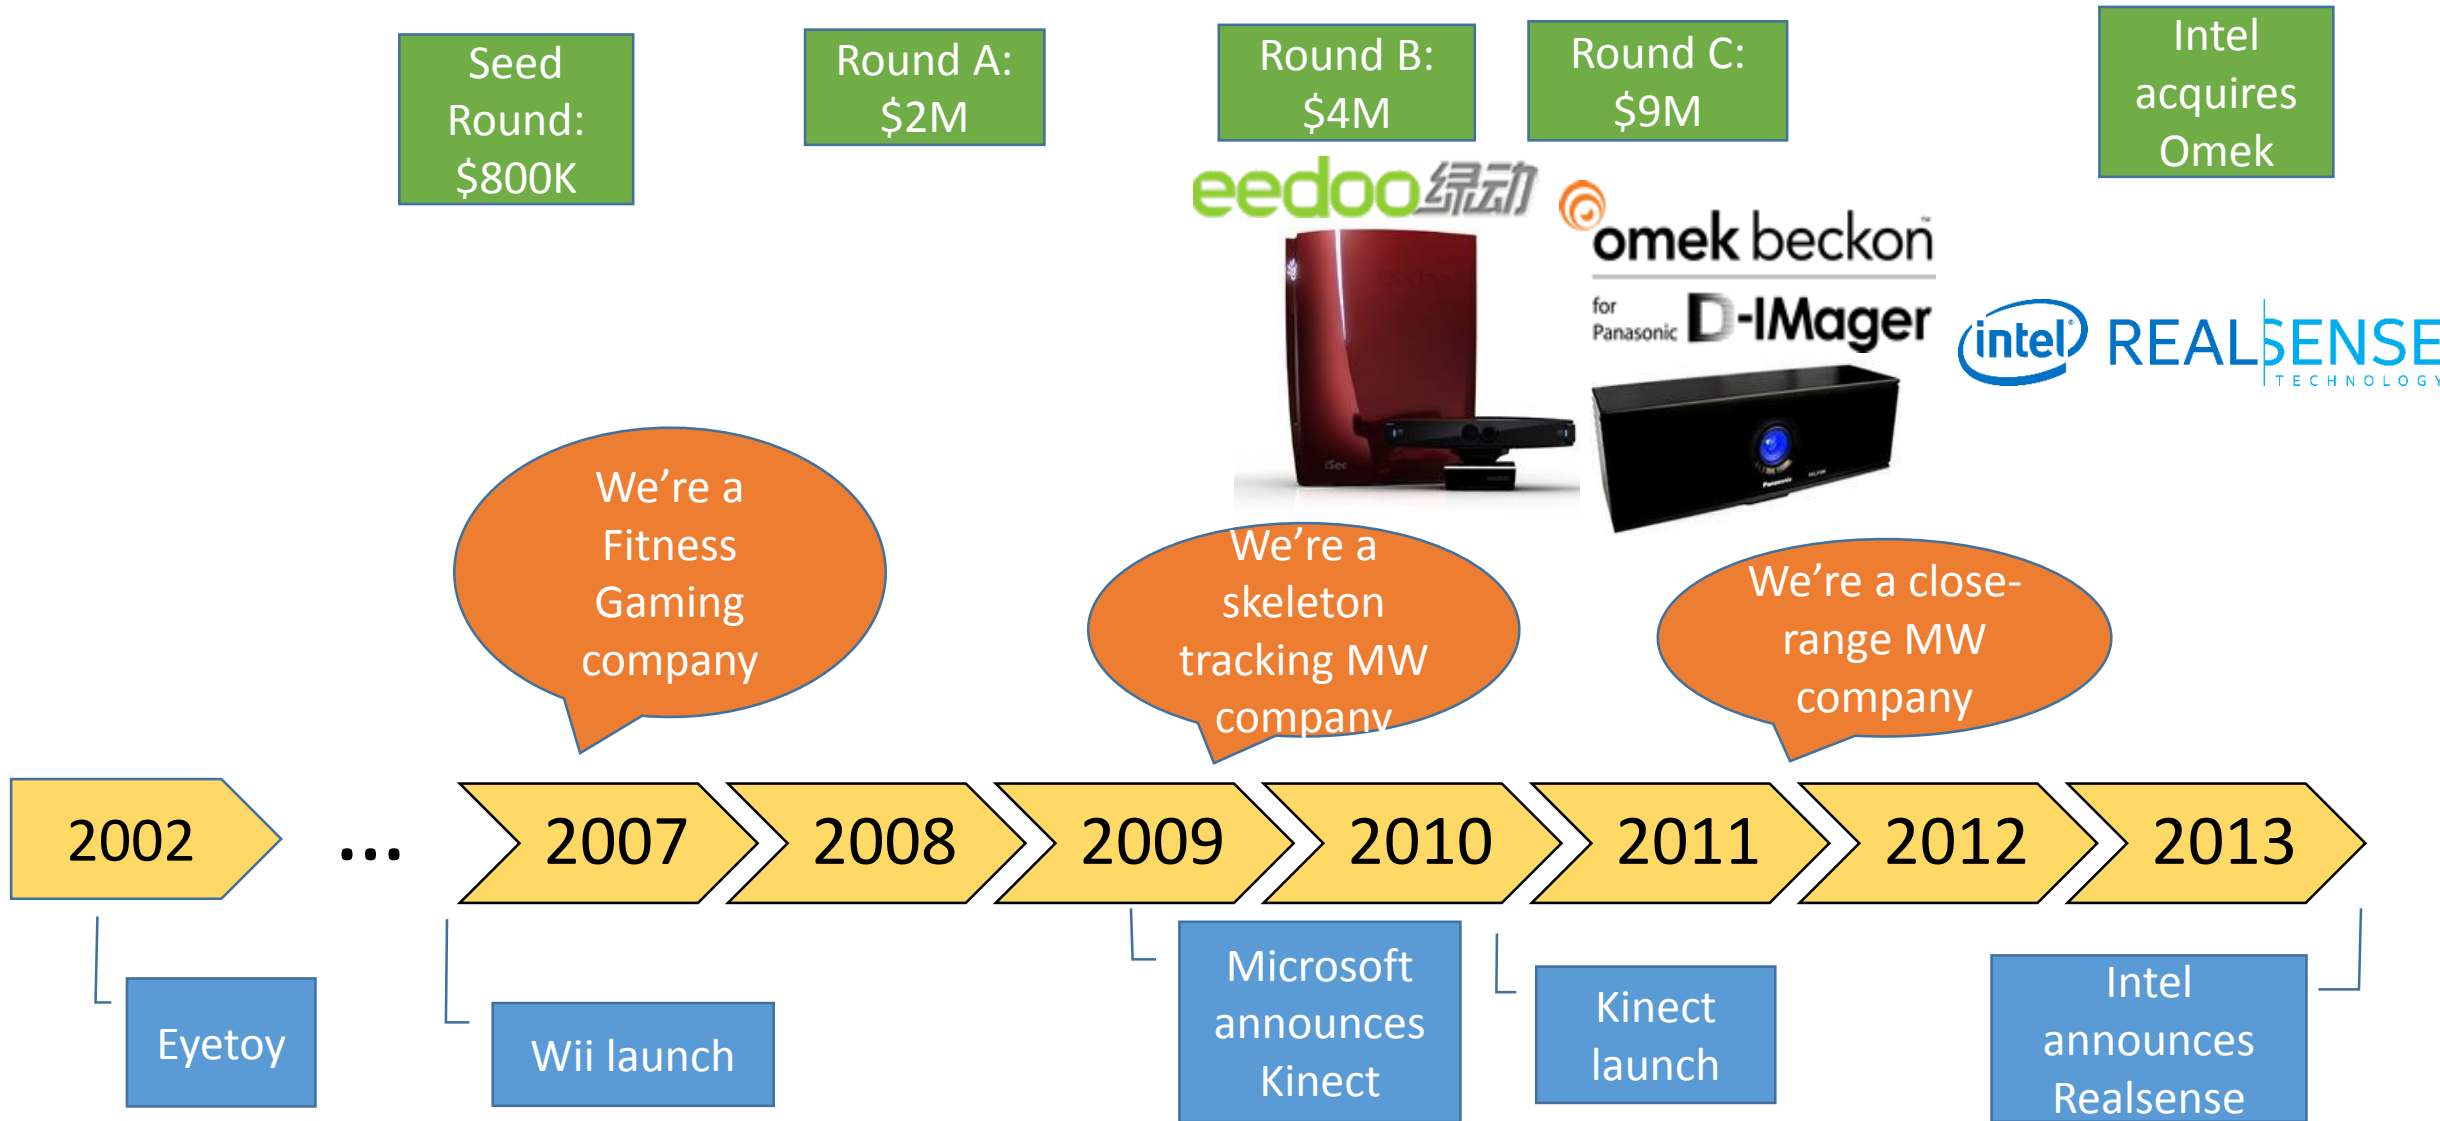 Seed
Round:
$800K
Round A:
$2M
Round B:
$4M
Round C:
$9M
Intel
acquires
Omek
eedoo绿动
omek beckon™
for
Panasonic D-IMager
intel® REALSENSE
TECHNOLOGY
iSec
Panasonic
We're a
Fitness
Gaming
company
We're a
skeleton
tracking MW
company
We're a close-
range MW
company
2002
...
2007
2008
2009
2010
2011
2012
2013
Eyetoy
Wii launch
Microsoft
announces
Kinect
Kinect
launch
Intel
announces
Realsense